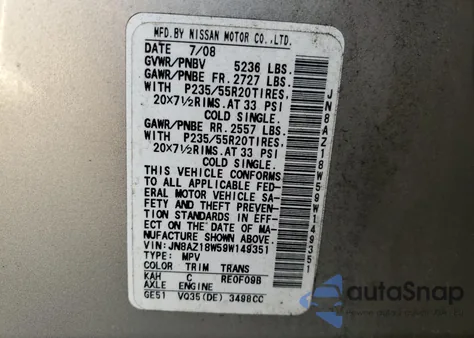 MFD.BY NISSAN MOTOR CO.,LTD.
DATE 7/08
GVWR/PNBV 5236 LBS.
GAWR/PNBE FR. 2727 LBS.
WITH P235/55R20TIRES,
20X7½RIMS.AT 33 PSI
COLD SINGLE.
GAWR/PNBE RR. 2557 LBS.
WITH P235/55R20TIRES,
20X7½RIMS.AT 33 PSI
COLD SINGLE.
THIS VEHICLE CONFORMS
TO ALL APPLICABLE FED-
ERAL MOTOR VEHICLE SA-
FETY AND THEFT PREVENTION
STANDARDS IN EFFECT
ION ON THE DATE OF MA-
NUFACTURE SHOWN ABOVE.
VIN:JN8AZ18W59W149351
TYPE: MPV
COLOR TRIM TRANS
KAH C RE0F09B
AXLE ENGINE
GE51 VQ35(DE) 3498CC
JN8AZ18W59W149351
autoSnap